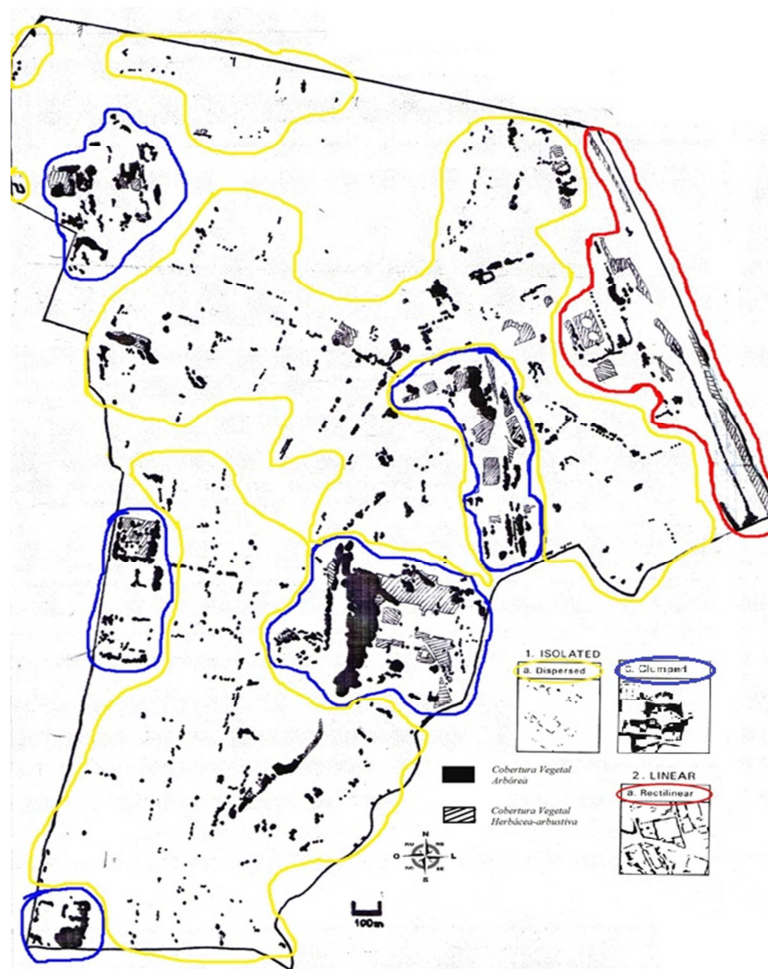 1. ISOLATED
a. Dispersed
c. Clumped
2. LINEAR
a. Rectilinear
Cobertura Vegetal
Arbórea
Cobertura Vegetal
Herbácea-arbustiva
N
O
L
S
100m